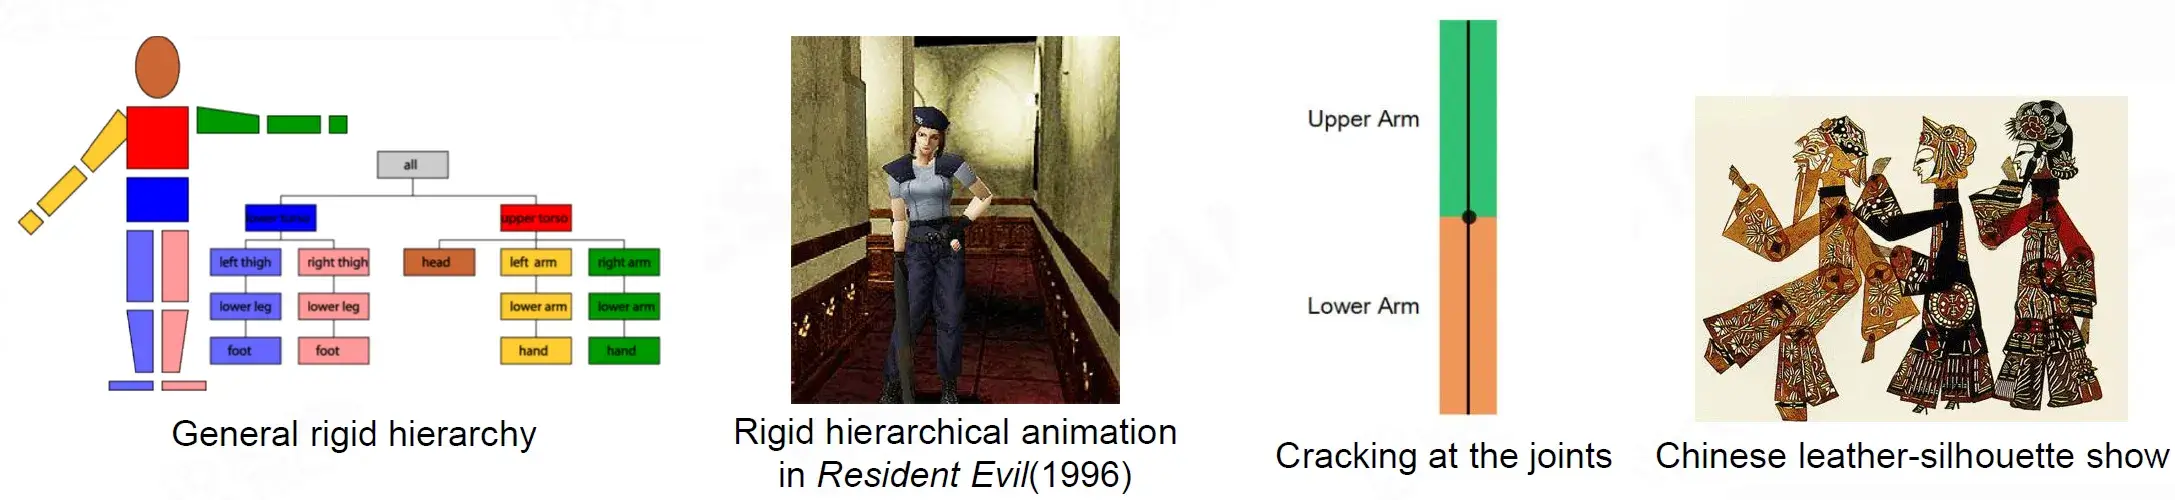 all
lower torso
upper torso
left thigh
right thigh
head
left arm
right arm
lower leg
lower leg
lower arm
lower arm
foot
foot
hand
hand
General rigid hierarchy
Rigid hierarchical animation
in Resident Evil(1996)
Upper Arm
Lower Arm
Cracking at the joints
Chinese leather-silhouette show